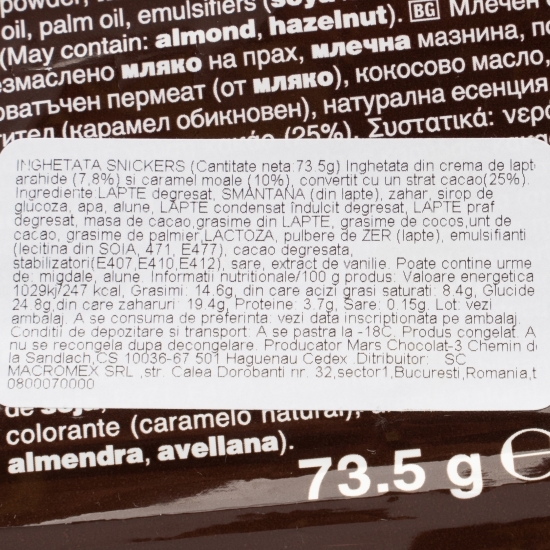 powder,
oil, palm oil, emulsifiers (soya
(May contain: almond, hazelnut). BG Млечен
мляко на прах, млечна мазнина,
пермеат (от мляко), кокосово масло,
(карамел обикновен), натурална есенция
(25%). Συστατικά:
INGHETATA SNICKERS (Cantitate neta:73.5g) Inghetata din crema de lapt
arahide (7,8%) si caramel moale (10%), convertit cu un strat cacao(25%).
Ingrediente LAPTE degresat, SMANTANA (din lapte), zahar, sirop de
glucoza, apa, alune, LAPTE condensat îndulcit degresat, LAPTE praf
degresat, masa de cacao,grasime din LAPTE, grasime de cocos,unt de
cacao, grasime de palmier,LACTOZA, pulbere de ZER (lapte), emulsifianti
(lecitina din SOIA, 471, E477), cacao degresata,
stabilizatori(E407,E410,E412), sare, extract de vanilie. Poate contine urme
de: migdale, alune. Informatii nutritionale/100 g produs: Valoare energetica
1029kj/247 kcal, Grasimi: 14.6g, din care acizi grasi saturati: 8.4g, Glucide
24.8g,din care zaharuri: 19.4g, Proteine: 3.7g, Sare: 0.15g. Lot: vezi
ambalaj. A se consuma de preferinta: vezi data inscriptionata pe ambalaj.
Conditii de depozitare si transport: A se pastra la -18C. Produs congelat. A
nu se recongela dupa decongelare. Producator Mars Chocolat-3 Chemin d
la Sandlach,CS 10036-67 501 Haguenau Cedex. Ditribuitor: SC
MACROMEX SRL ,str. Calea Dorobanti nr. 32,sector1,Bucuresti,Romania,t
0800070000
colorante (caramelo natural),
almendra, avellana).
73.5 g e